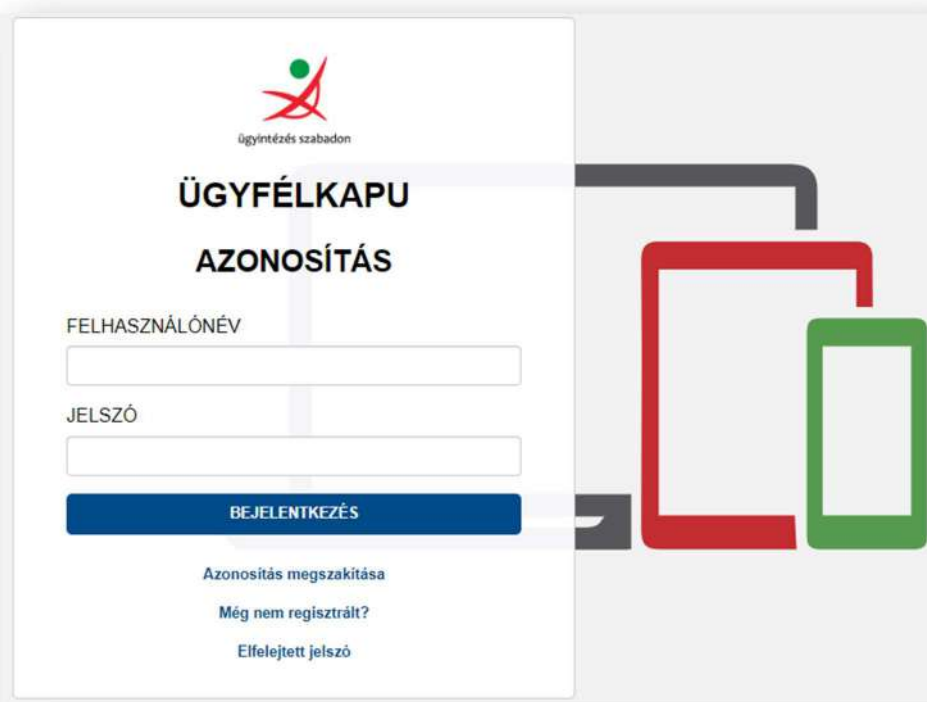 ügyintézés szabadon
ÜGYFÉLKAPU
AZONOSÍTÁS
FELHASZNÁLÓNÉV
JELSZÓ
BEJELENTKEZÉS
Azonosítás megszakítása
Még nem regisztrált?
Elfelejtett jelszó